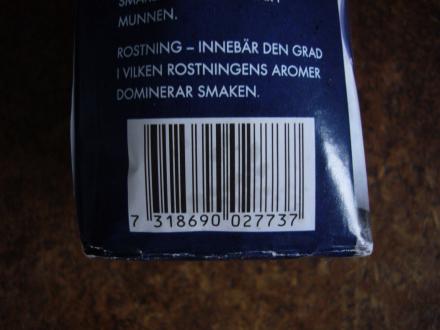 MUNNEN.
ROSTNING – INNEBÄR DEN GRAD
I VILKEN ROSTNINGENS AROMER
DOMINERAR SMAKEN.
7 318690 027737